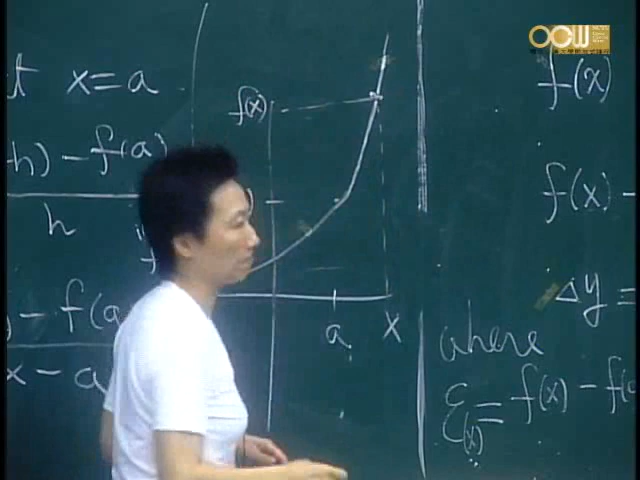 t x=a
h) - f(a)
h
- f(a
x - a
f(x)
a
x
f(x)
f(x) -
Δy =
where
ε(x) = f(x) - f(a
OCW